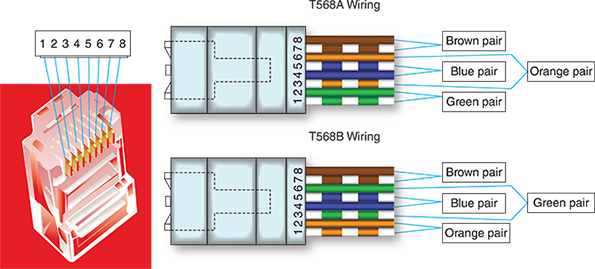 T568A Wiring
1 2 3 4 5 6 7 8
12345678
Brown pair
Blue pair
Orange pair
Green pair
T568B Wiring
12345678
Brown pair
Blue pair
Green pair
Orange pair